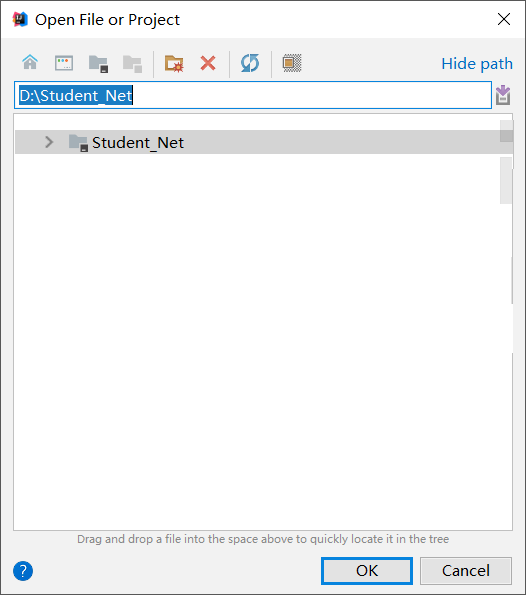 Open File or Project
Hide path
D:\Student_Net
Student_Net
Drag and drop a file into the space above to quickly locate it in the tree
?
OK
Cancel